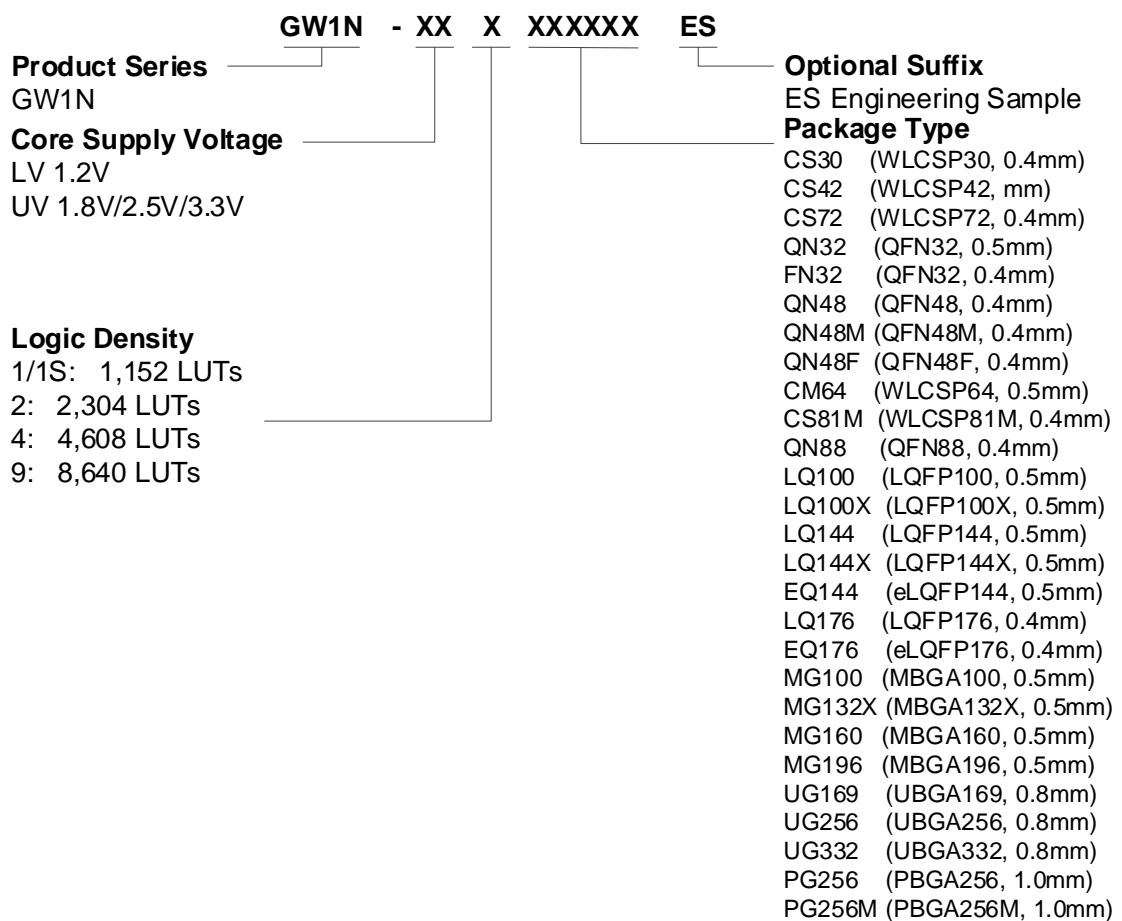 GW1N - XX X XXXXXX ES
Product Series
GW1N
Core Supply Voltage
LV 1.2V
UV 1.8V/2.5V/3.3V
Logic Density
1/1S: 1,152 LUTs
2: 2,304 LUTs
4: 4,608 LUTs
9: 8,640 LUTs
Optional Suffix
ES Engineering Sample
Package Type
CS30 (WLCSP30, 0.4mm)
CS42 (WLCSP42, mm)
CS72 (WLCSP72, 0.4mm)
QN32 (QFN32, 0.5mm)
FN32 (QFN32, 0.4mm)
QN48 (QFN48, 0.4mm)
QN48M (QFN48M, 0.4mm)
QN48F (QFN48F, 0.4mm)
CM64 (WLCSP64, 0.5mm)
CS81M (WLCSP81M, 0.4mm)
QN88 (QFN88, 0.4mm)
LQ100 (LQFP100, 0.5mm)
LQ100X (LQFP100X, 0.5mm)
LQ144 (LQFP144, 0.5mm)
LQ144X (LQFP144X, 0.5mm)
EQ144 (eLQFP144, 0.5mm)
LQ176 (LQFP176, 0.4mm)
EQ176 (eLQFP176, 0.4mm)
MG100 (MBGA100, 0.5mm)
MG132X (MBGA132X, 0.5mm)
MG160 (MBGA160, 0.5mm)
MG196 (MBGA196, 0.5mm)
UG169 (UBGA169, 0.8mm)
UG256 (UBGA256, 0.8mm)
UG332 (UBGA332, 0.8mm)
PG256 (PBGA256, 1.0mm)
PG256M (PBGA256M, 1.0mm)